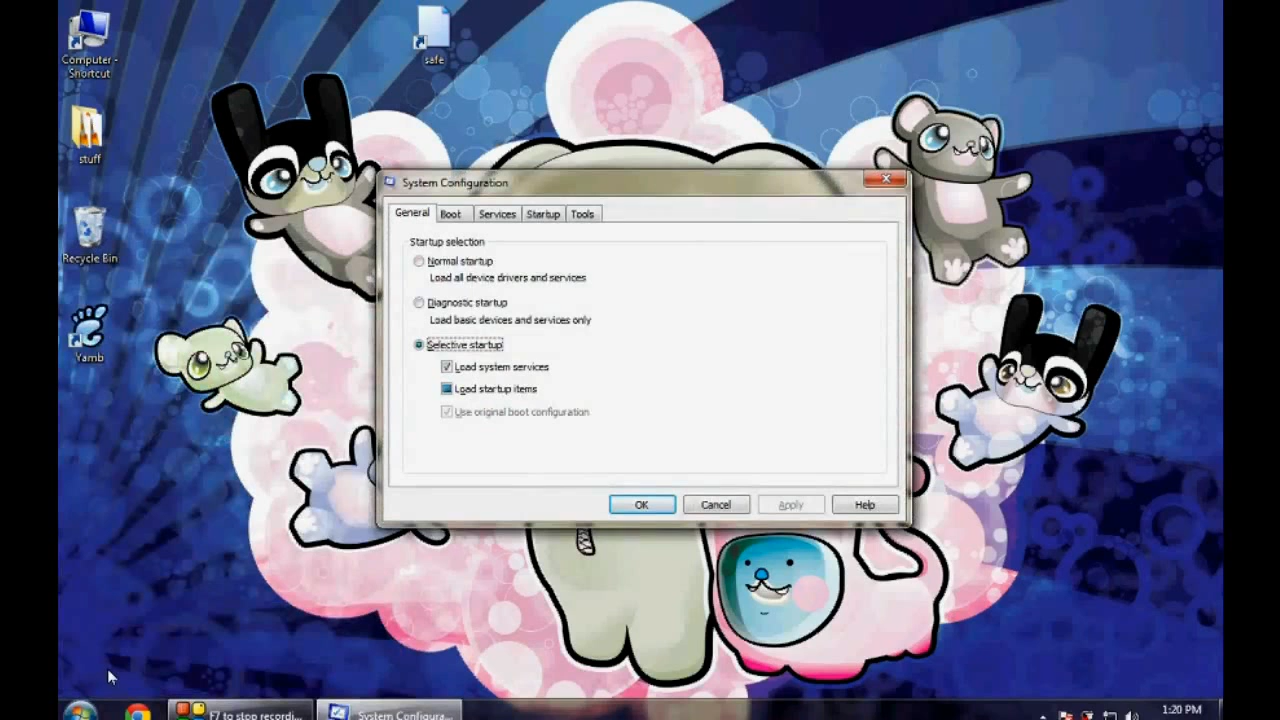 Computer -
Shortcut
safe
stuff
Recycle Bin
Yamb
System Configuration
General Boot Services Startup Tools
Startup selection
Normal startup
Load all device drivers and services
Diagnostic startup
Load basic devices and services only
Selective startup
Load system services
Load startup items
Use original boot configuration
OK Cancel Apply Help
F7 to stop recordi... System Configura...
1:20 PM